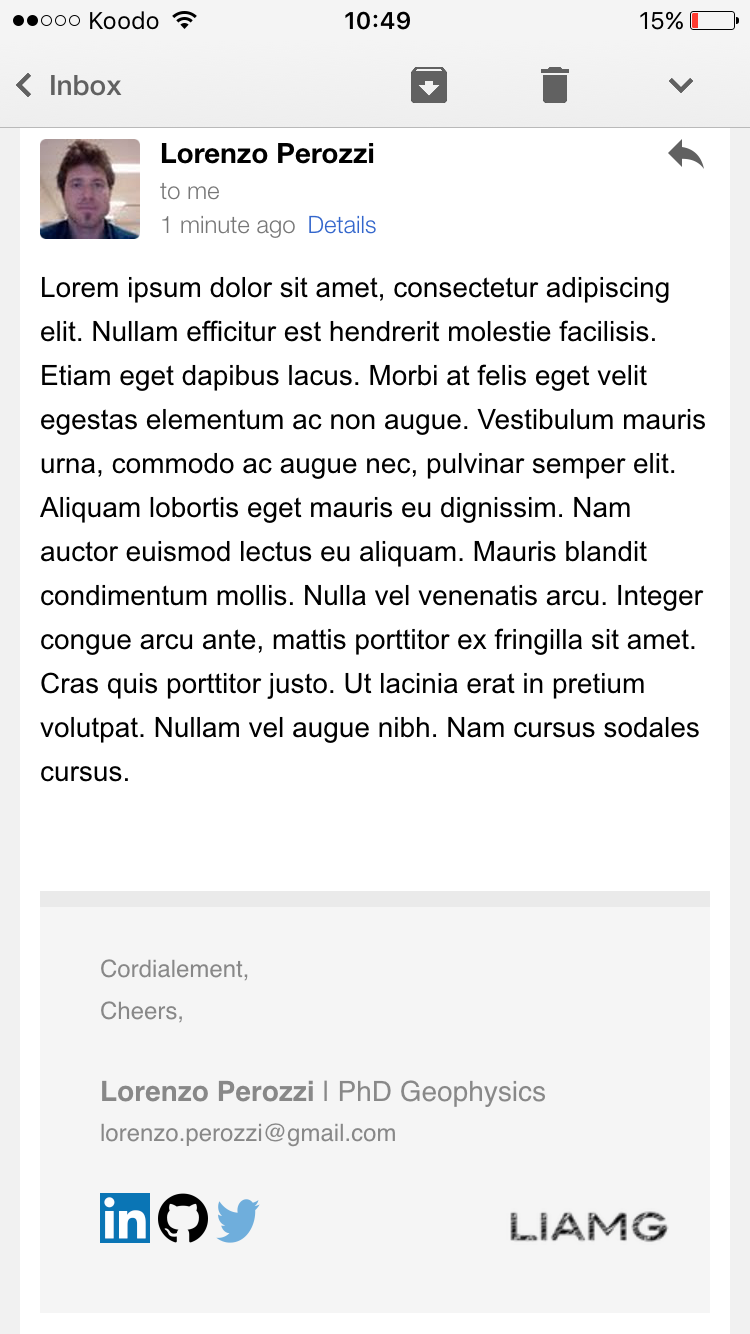 Koodo 10:49 15%
Inbox
Lorenzo Perozzi
to me
1 minute ago Details
Lorem ipsum dolor sit amet, consectetur adipiscing
elit. Nullam efficitur est hendrerit molestie facilisis.
Etiam eget dapibus lacus. Morbi at felis eget velit
egestas elementum ac non augue. Vestibulum mauris
urna, commodo ac augue nec, pulvinar semper elit.
Aliquam lobortis eget mauris eu dignissim. Nam
auctor euismod lectus eu aliquam. Mauris blandit
condimentum mollis. Nulla vel venenatis arcu. Integer
congue arcu ante, mattis porttitor ex fringilla sit amet.
Cras quis porttitor justo. Ut lacinia erat in pretium
volutpat. Nullam vel augue nibh. Nam cursus sodales
cursus.
Cordialement,
Cheers,
Lorenzo Perozzi | PhD Geophysics
lorenzo.perozzi@gmail.com
in LIAMG